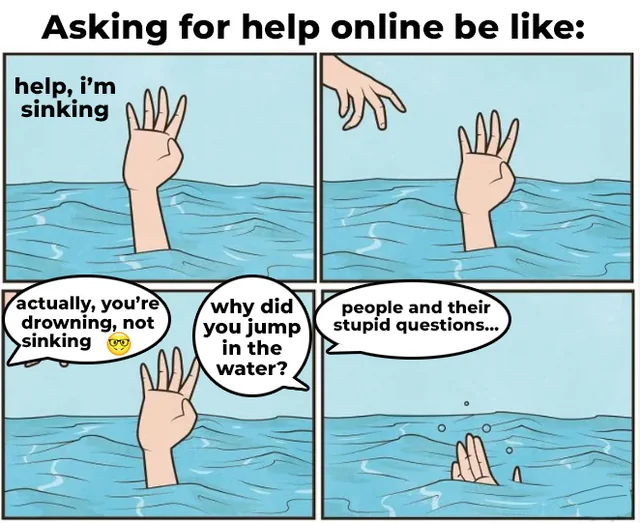 Asking for help online be like:
help, i’m
sinking
actually, you’re
drowning, not
sinking 🤓
why did
you jump
in the
water?
people and their
stupid questions...